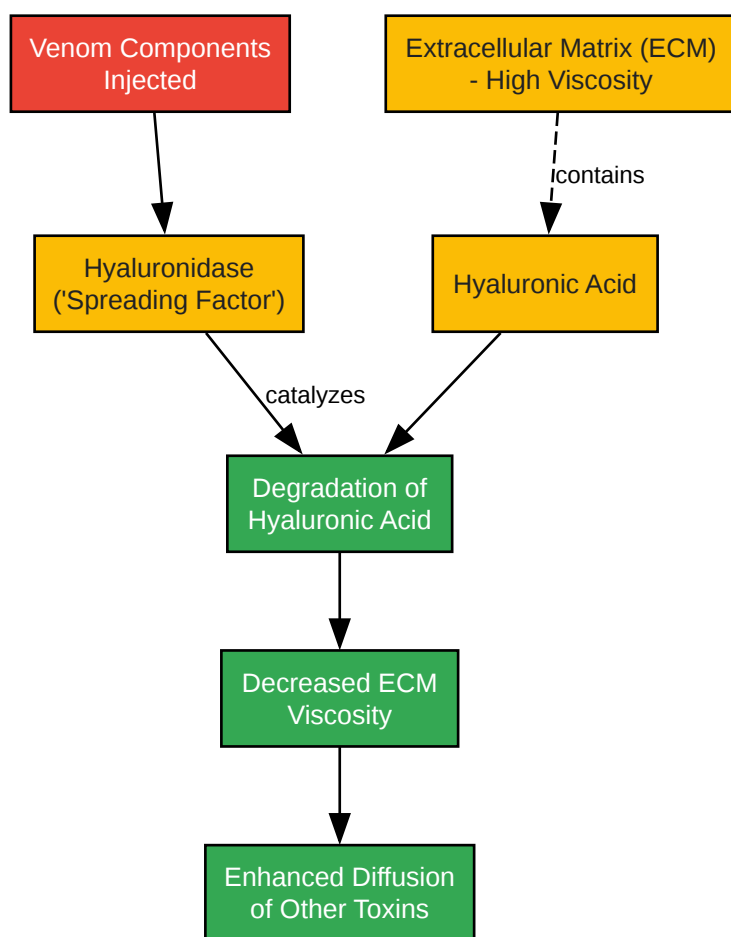 Venom Components
Injected
Extracellular Matrix (ECM)
- High Viscosity
contains
Hyaluronidase
('Spreading Factor')
Hyaluronic Acid
catalyzes
Degradation of
Hyaluronic Acid
Decreased ECM
Viscosity
Enhanced Diffusion
of Other Toxins